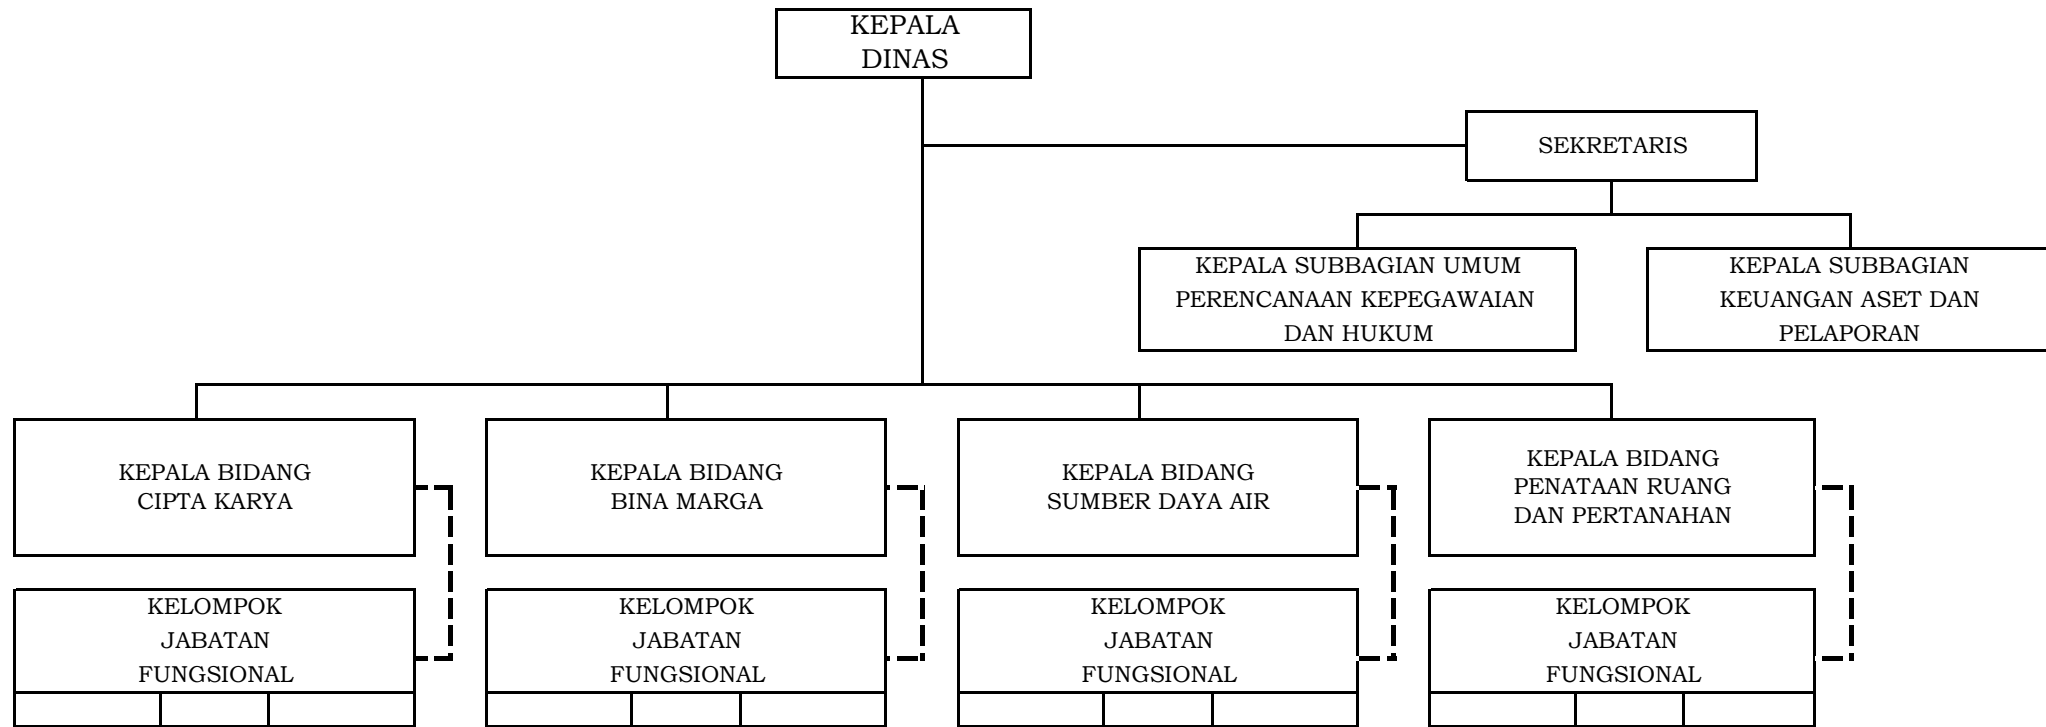 KEPALA
DINAS
SEKRETARIS
KEPALA SUBBAGIAN UMUM
PERENCANAAN KEPEGAWAIAN
DAN HUKUM
KEPALA SUBBAGIAN
KEUANGAN ASET DAN
PELAPORAN
KEPALA BIDANG
CIPTA KARYA
KEPALA BIDANG
BINA MARGA
KEPALA BIDANG
SUMBER DAYA AIR
KEPALA BIDANG
PENATAAN RUANG
DAN PERTANAHAN
KELOMPOK
JABATAN
FUNGSIONAL
KELOMPOK
JABATAN
FUNGSIONAL
KELOMPOK
JABATAN
FUNGSIONAL
KELOMPOK
JABATAN
FUNGSIONAL